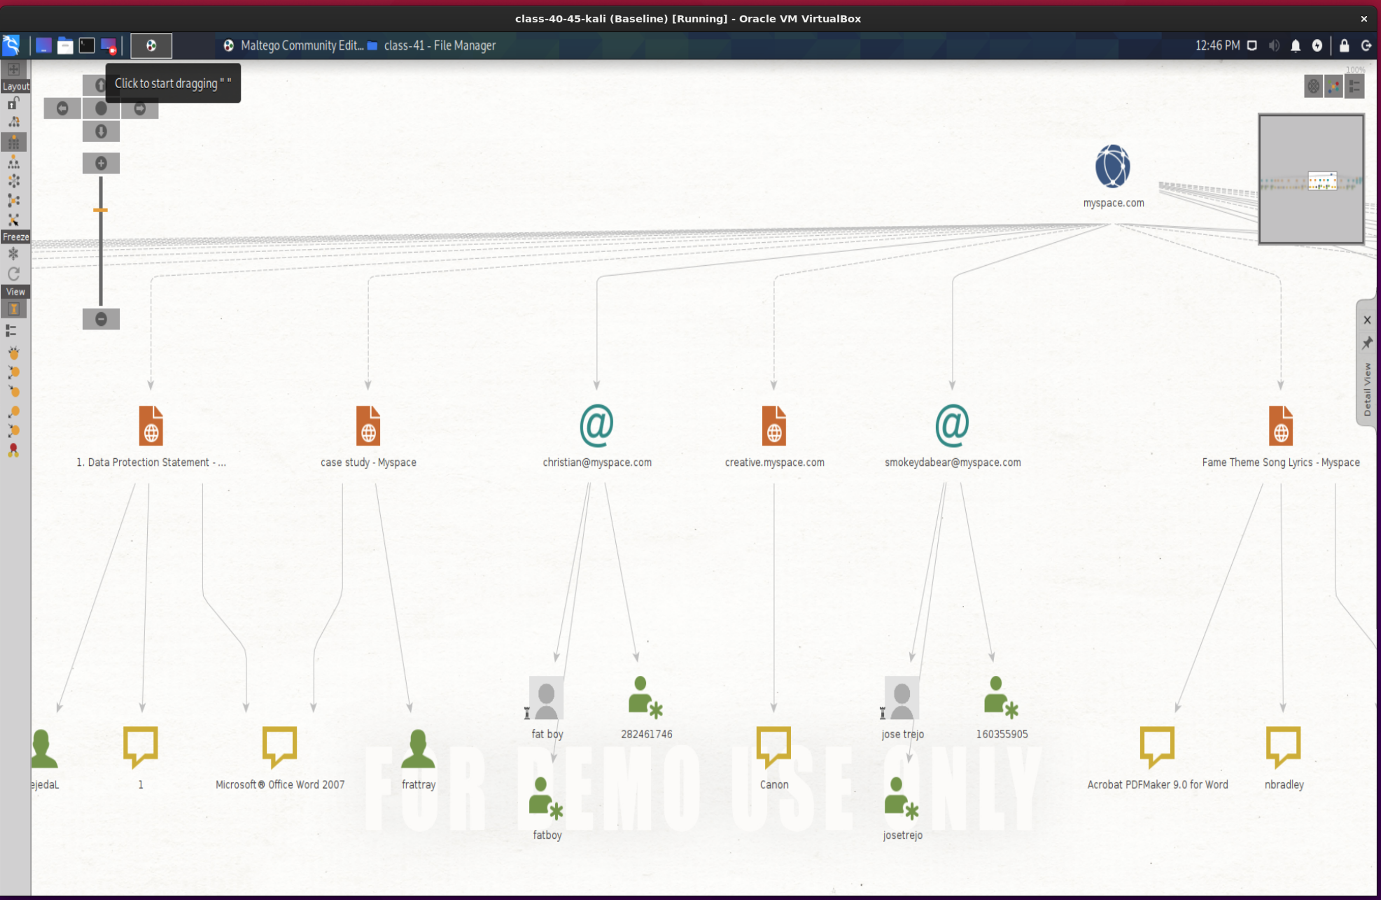 class-40-45-kali (Baseline) [Running] - Oracle VM VirtualBox
Maltego Community Edit...
class-41 - File Manager
12:46 PM
Click to start dragging " "
100%
Layout
Freeze
View
Detail View
myspace.com
1. Data Protection Statement - ...
case study - Myspace
christian@myspace.com
creative.myspace.com
smokeydabear@myspace.com
Fame Theme Song Lyrics - Myspace
fat boy
282461746
jose trejo
160355905
ejedaL
1
Microsoft® Office Word 2007
frattray
Canon
Acrobat PDFMaker 9.0 for Word
nbradley
fatboy
josetrejo
FOR DEMO USE ONLY